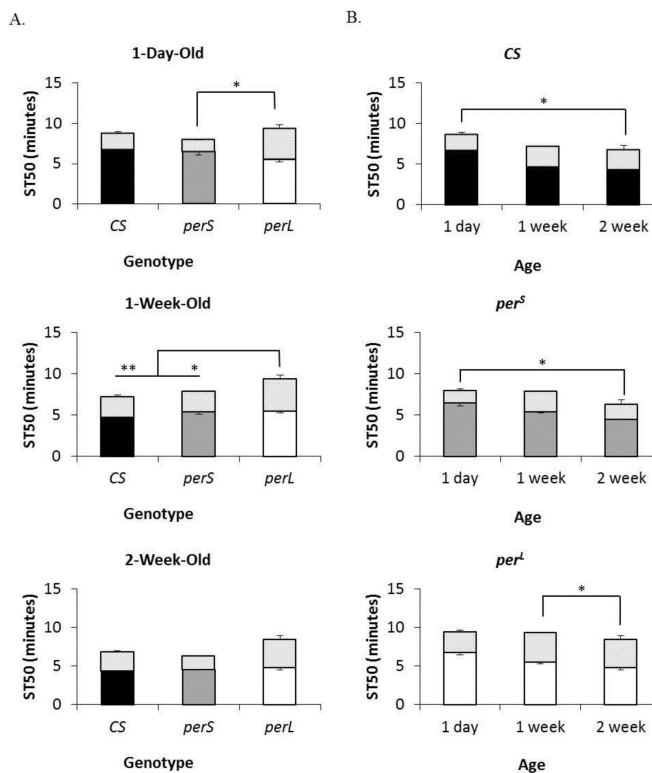 A.
1-Day-Old
ST50 (minutes)
15
10
5
0
*
CS perS perL
Genotype
1-Week-Old
ST50 (minutes)
15
10
5
0
** *
CS perS perL
Genotype
2-Week-Old
ST50 (minutes)
15
10
5
0
CS perS perL
Genotype
B.
CS
ST50 (minutes)
15
10
5
0
*
1 day 1 week 2 week
Age
perS
ST50 (minutes)
15
10
5
0
*
1 day 1 week 2 week
Age
perL
ST50 (minutes)
15
10
5
0
*
1 day 1 week 2 week
Age